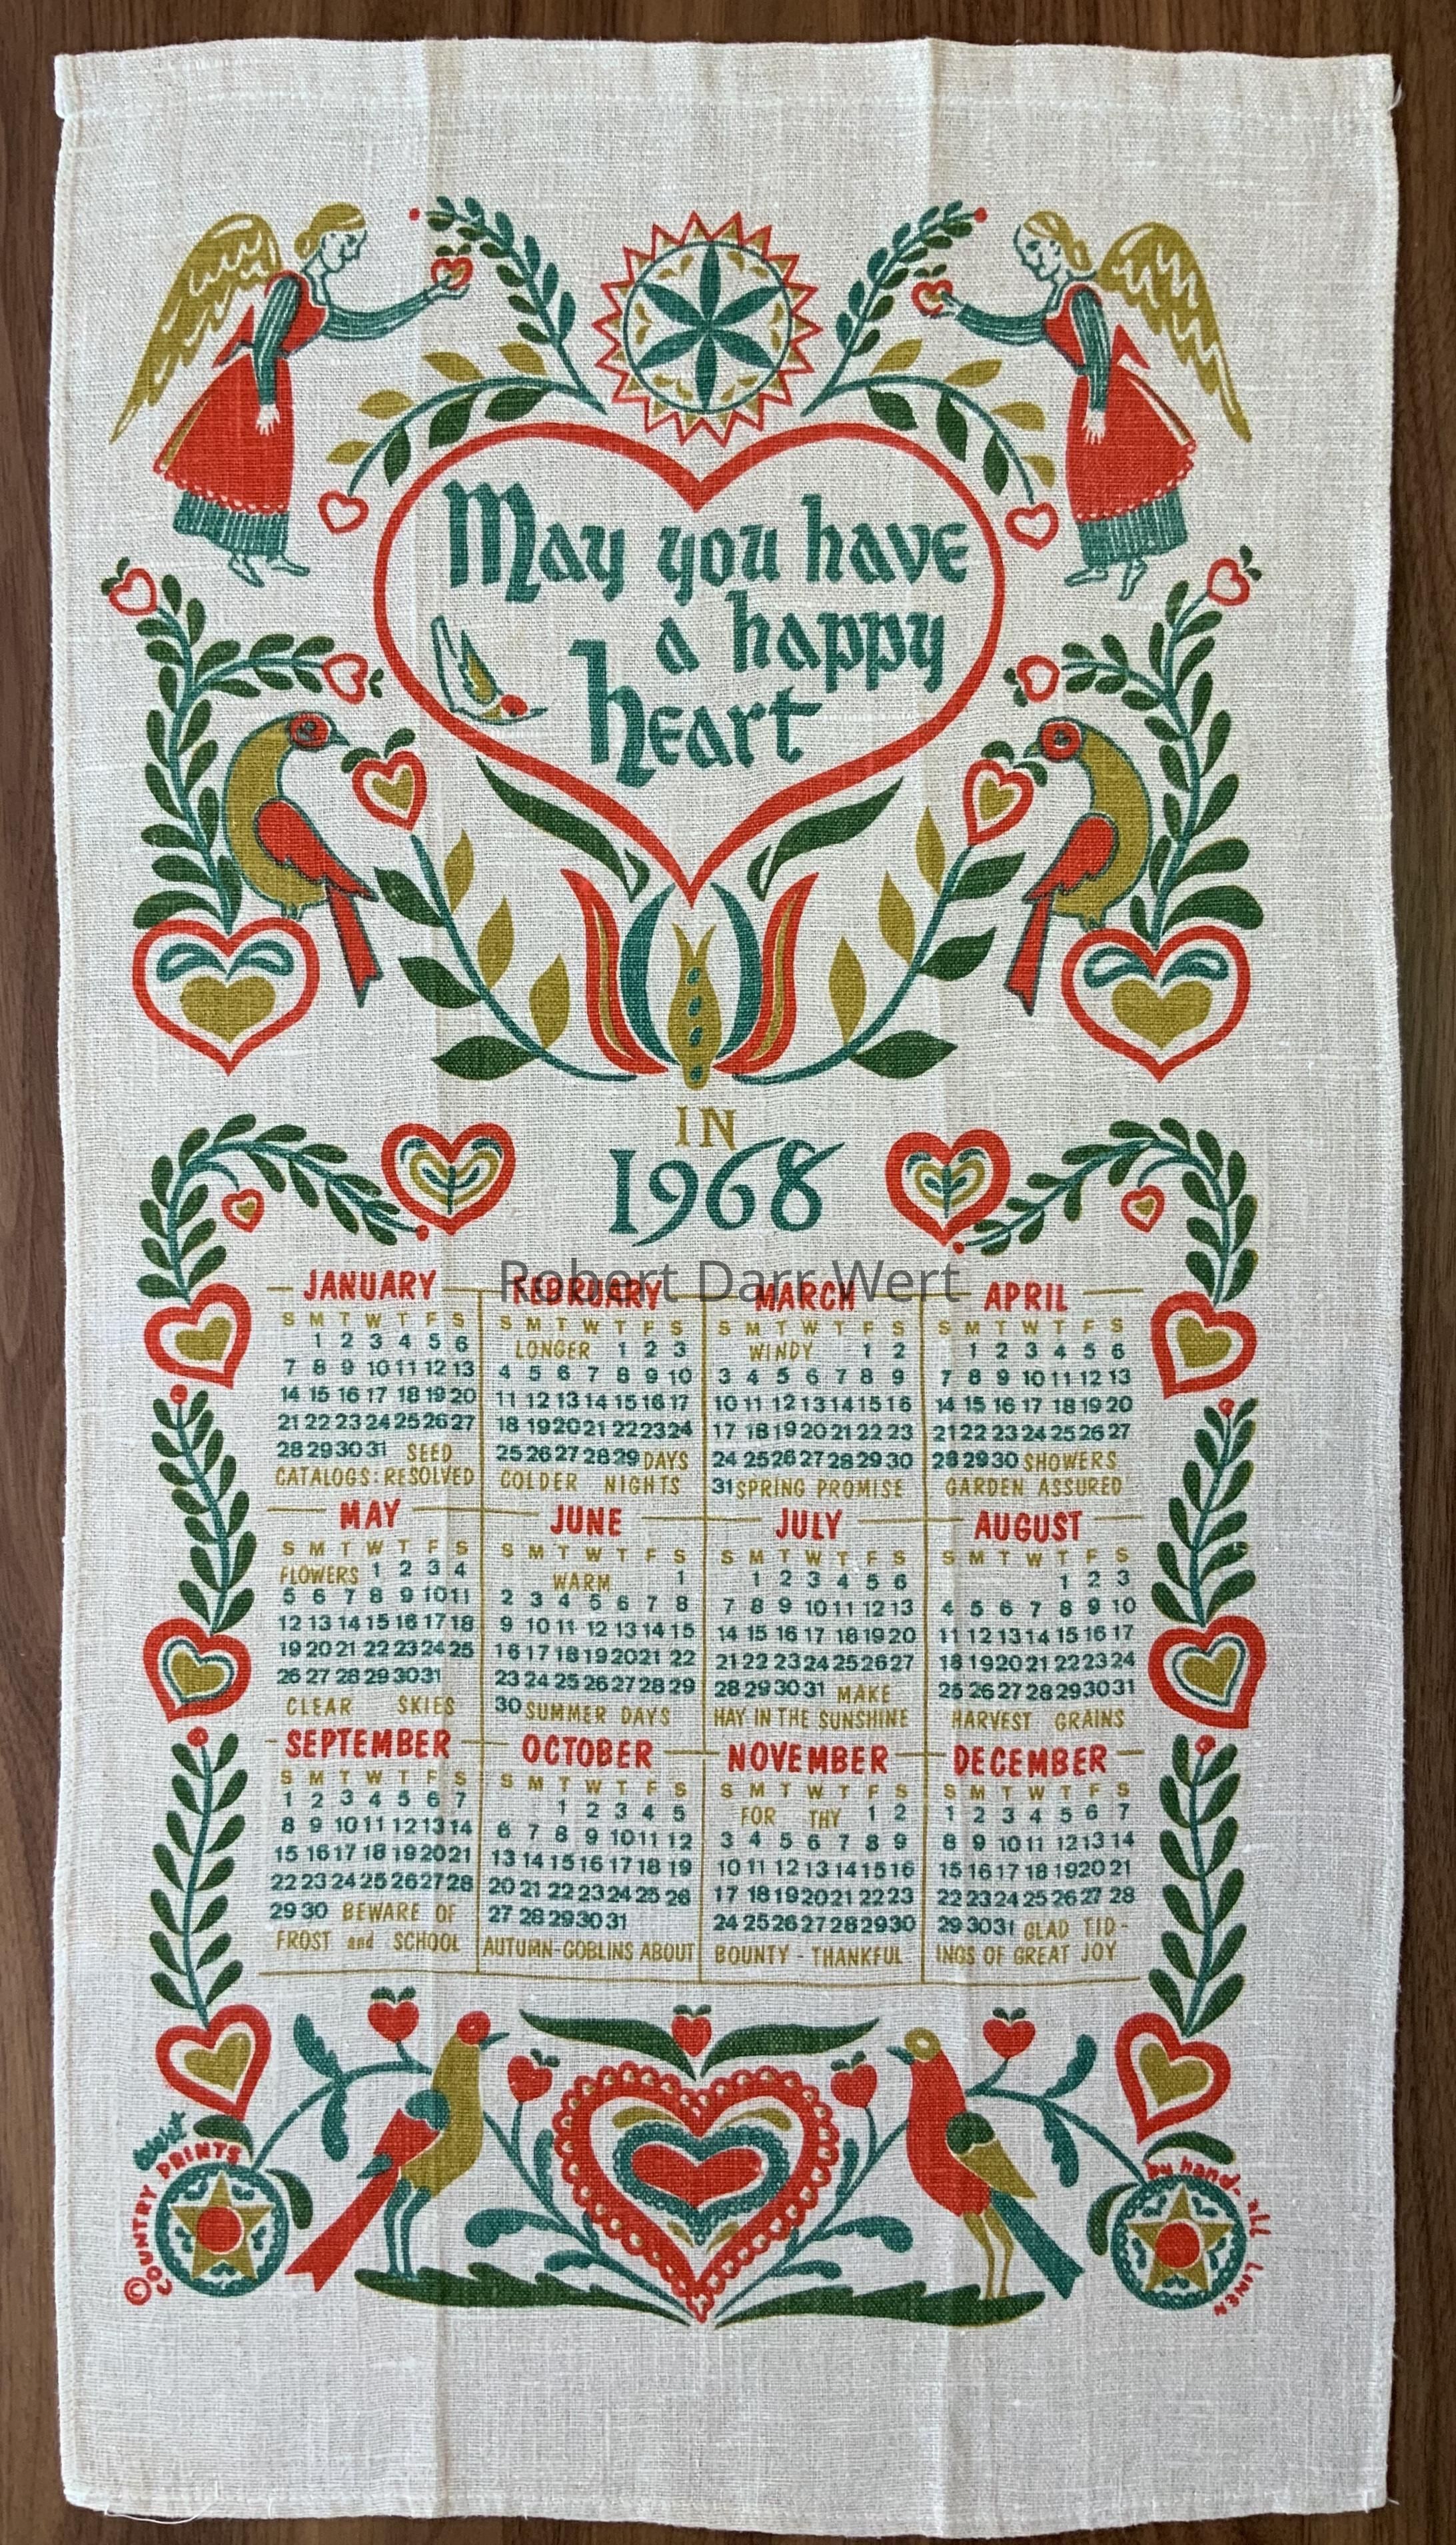 May you have
a happy
heart
IN
1968
Robert Darr Wert
JANUARY
S M T W T F S
1 2 3 4 5 6
7 8 9 10 11 12 13
14 15 16 17 18 19 20
21 22 23 24 25 26 27
28 29 30 31 SEED
CATALOGS: RESOLVED
FEBRUARY
S M T W T F S
LONGER 1 2 3
4 5 6 7 8 9 10
11 12 13 14 15 16 17
18 19 20 21 22 23 24
25 26 27 28 29 DAYS
COLDER NIGHTS
MARCH
S M T W T F S
WINDY 1 2
3 4 5 6 7 8 9
10 11 12 13 14 15 16
17 18 19 20 21 22 23
24 25 26 27 28 29 30
31 SPRING PROMISE
APRIL
S M T W T F S
1 2 3 4 5 6
7 8 9 10 11 12 13
14 15 16 17 18 19 20
21 22 23 24 25 26 27
28 29 30 SHOWERS
GARDEN ASSURED
MAY
S M T W T F S
FLOWERS 1 2 3 4
5 6 7 8 9 10 11
12 13 14 15 16 17 18
19 20 21 22 23 24 25
26 27 28 29 30 31
CLEAR SKIES
JUNE
S M T W T F S
WARM 1
2 3 4 5 6 7 8
9 10 11 12 13 14 15
16 17 18 19 20 21 22
23 24 25 26 27 28 29
30 SUMMER DAYS
JULY
S M T W T F S
1 2 3 4 5 6
7 8 9 10 11 12 13
14 15 16 17 18 19 20
21 22 23 24 25 26 27
28 29 30 31 MAKE
HAY IN THE SUNSHINE
AUGUST
S M T W T F S
1 2 3
4 5 6 7 8 9 10
11 12 13 14 15 16 17
18 19 20 21 22 23 24
25 26 27 28 29 30 31
HARVEST GRAINS
SEPTEMBER
S M T W T F S
1 2 3 4 5 6 7
8 9 10 11 12 13 14
15 16 17 18 19 20 21
22 23 24 25 26 27 28
29 30 BEWARE OF
FROST and SCHOOL
OCTOBER
S M T W T F S
1 2 3 4 5
6 7 8 9 10 11 12
13 14 15 16 17 18 19
20 21 22 23 24 25 26
27 28 29 30 31
AUTUMN-GOBLINS ABOUT
NOVEMBER
S M T W T F S
FOR THY 1 2
3 4 5 6 7 8 9
10 11 12 13 14 15 16
17 18 19 20 21 22 23
24 25 26 27 28 29 30
BOUNTY - THANKFUL
DECEMBER
S M T W T F S
1 2 3 4 5 6 7
8 9 10 11 12 13 14
15 16 17 18 19 20 21
22 23 24 25 26 27 28
29 30 31 GLAD TID-
INGS OF GREAT JOY
© COUNTRY PRINTS
by hand - all LINEN